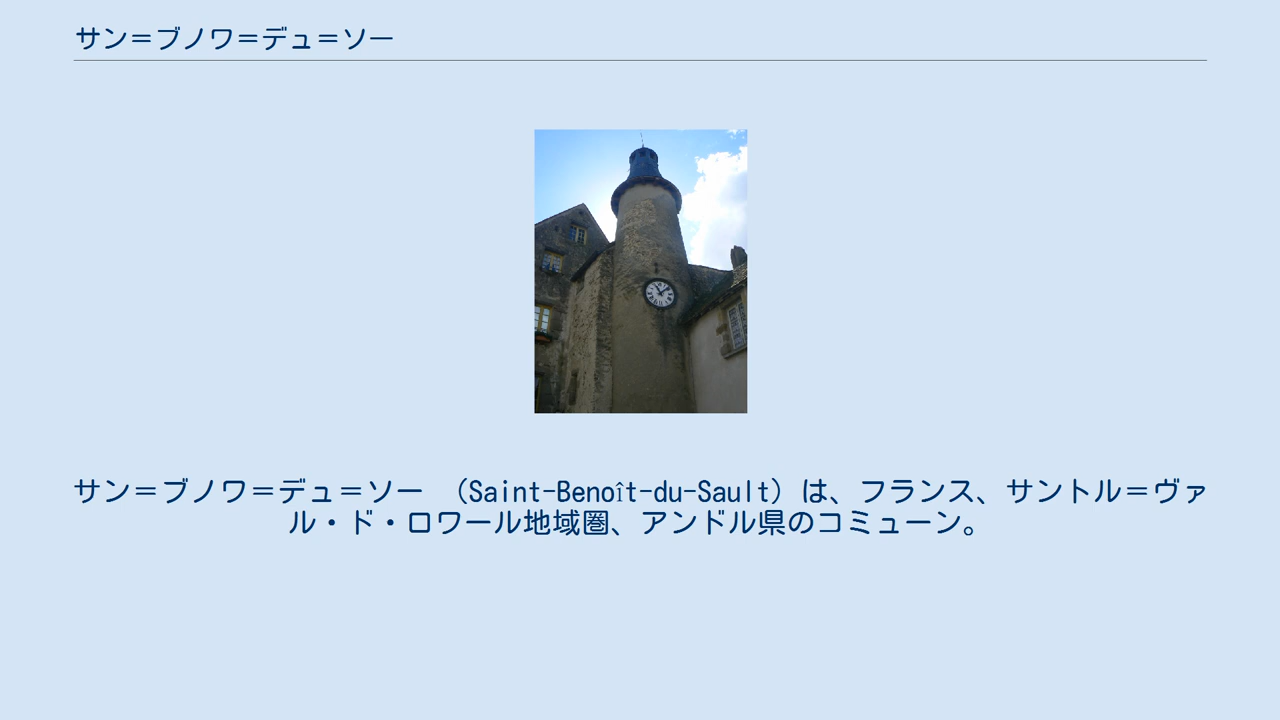 サン＝ブノワ＝デュ＝ソー
サン＝ブノワ＝デュ＝ソー （Saint-Benoît-du-Sault）は、フランス、サントル＝ヴァ
ル・ド・ロワール地域圏、アンドル県のコミューン。